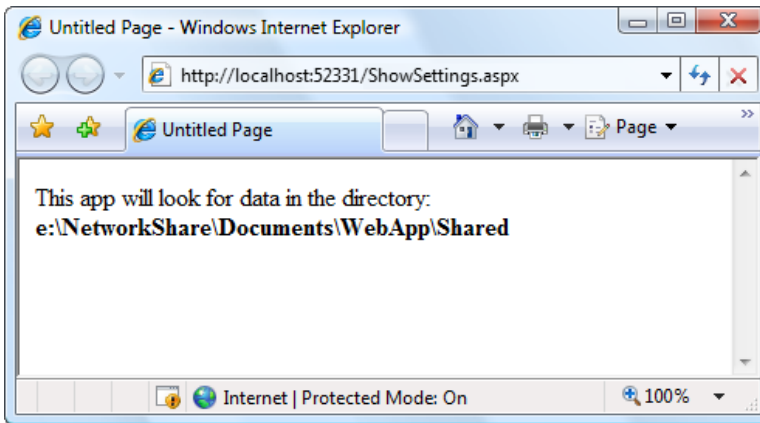 Untitled Page - Windows Internet Explorer
http://localhost:52331/ShowSettings.aspx
Untitled Page
Page
This app will look for data in the directory:
e:\NetworkShare\Documents\WebApp\Shared
Internet | Protected Mode: On
100%